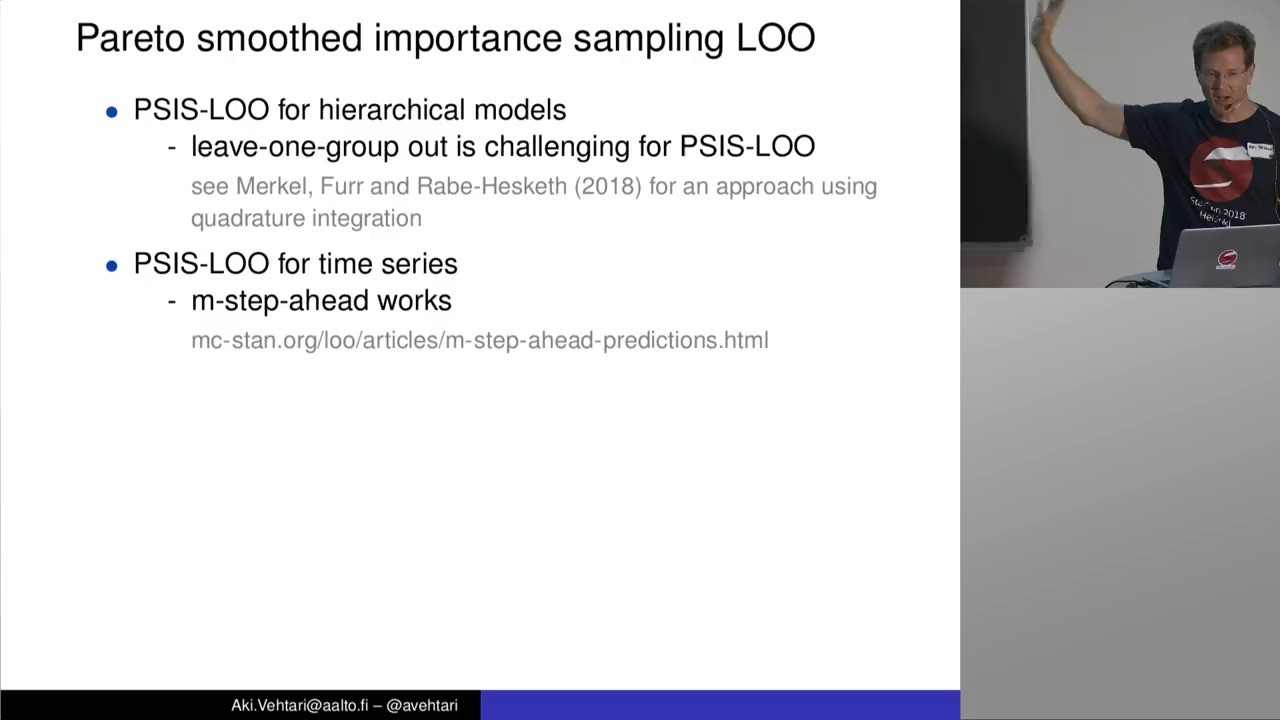 Pareto smoothed importance sampling LOO
• PSIS-LOO for hierarchical models
- leave-one-group out is challenging for PSIS-LOO
see Merkel, Furr and Rabe-Hesketh (2018) for an approach using
quadrature integration
• PSIS-LOO for time series
- m-step-ahead works
mc-stan.org/loo/articles/m-step-ahead-predictions.html
Aki.Vehtari@aalto.fi – @avehtari
2018
Helsinki